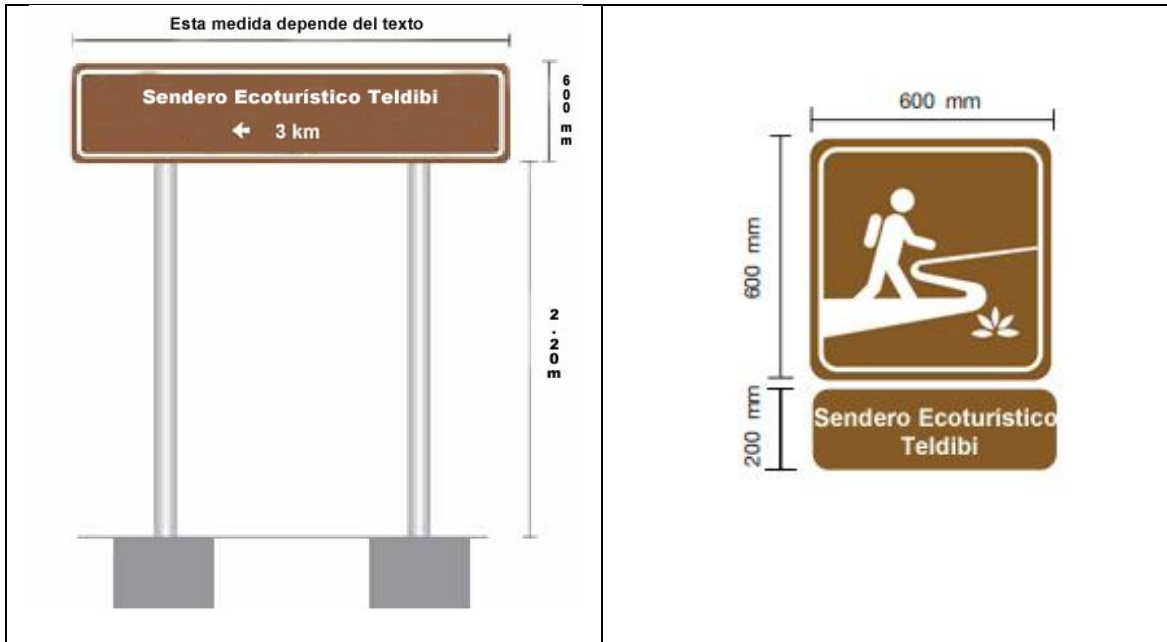 Esta medida depende del texto
Sendero Ecoturístico Teldibi
3 km
600 mm
2.20m
600 mm
600 mm
200 mm
Sendero Ecoturístico
Teldibi